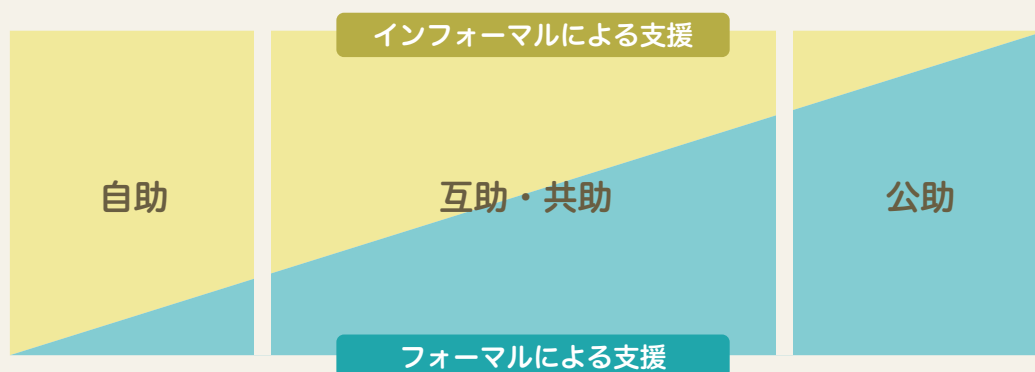 インフォーマルによる支援
自助
互助・共助
公助
フォーマルによる支援